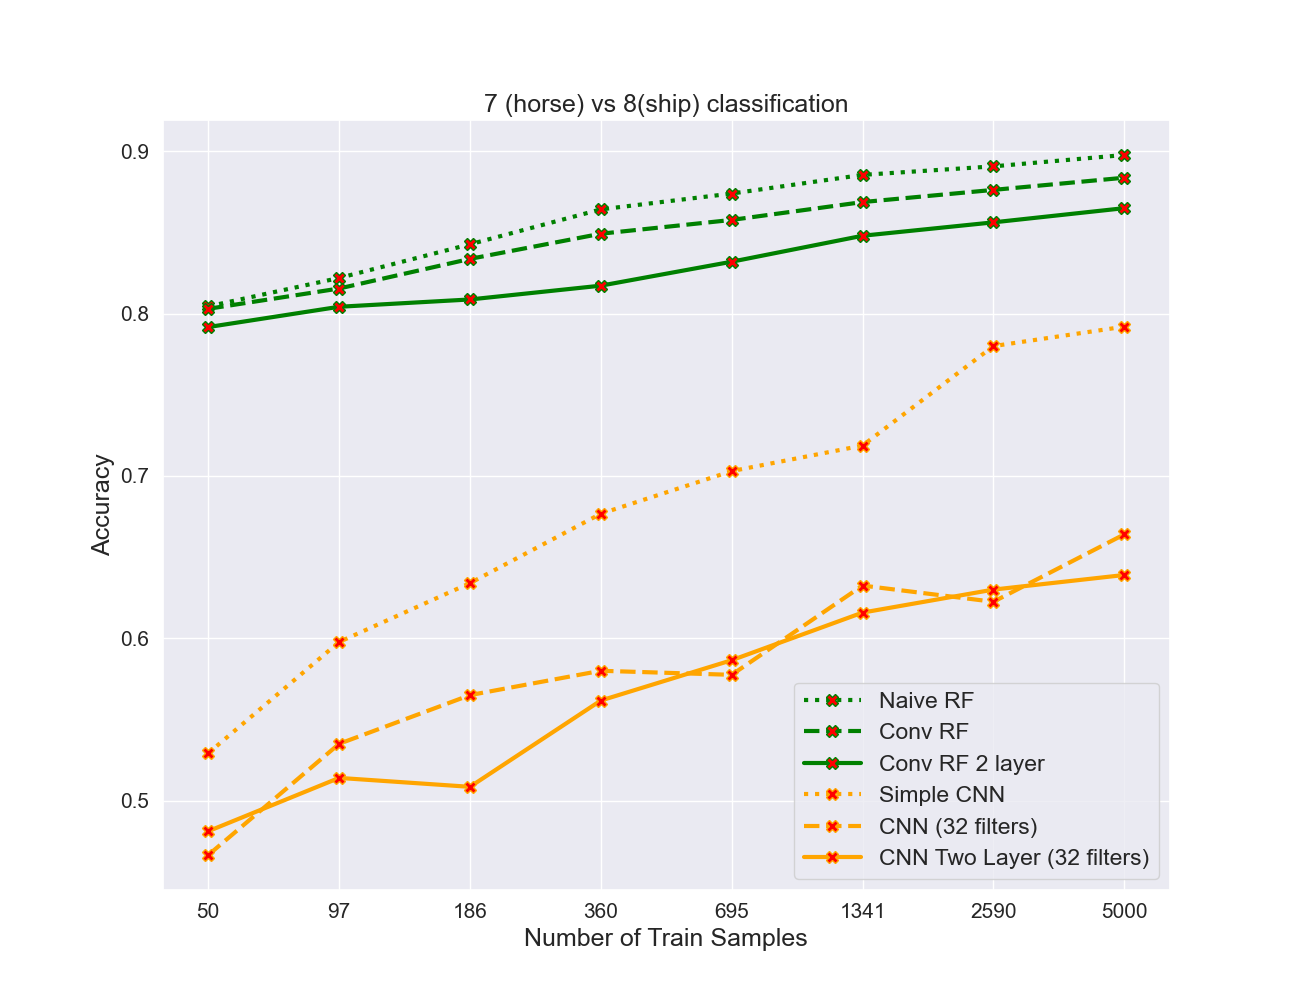 7 (horse) vs 8(ship) classification
0.9
0.8
0.7
0.6
0.5
Accuracy
Naive RF
Conv RF
Conv RF 2 layer
Simple CNN
CNN (32 filters)
CNN Two Layer (32 filters)
50 97 186 360 695 1341 2590 5000
Number of Train Samples